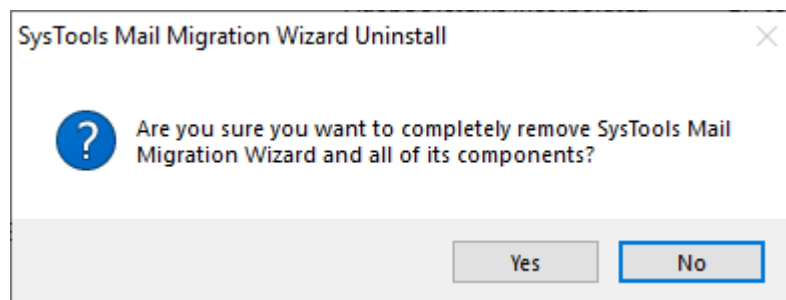 SysTools Mail Migration Wizard Uninstall
Are you sure you want to completely remove SysTools Mail
Migration Wizard and all of its components?
Yes
No